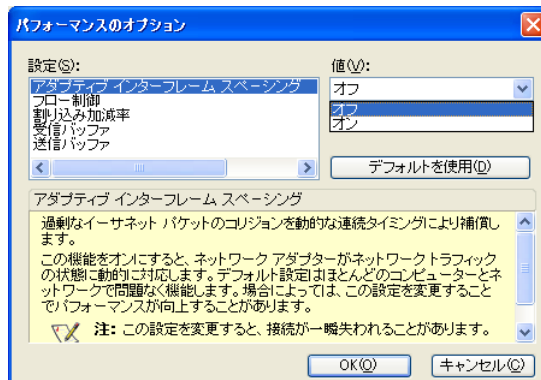 パフォーマンスのオプション
設定(S):
アダプティブ インターフレーム スペーシング
フロー制御
割り込み加減率
受信バッファ
送信バッファ
値(V):
オフ
オフ
オン
デフォルトを使用(D)
アダプティブ インターフレーム スペーシング
過剰なイーサネット パケットのコリジョンを動的な連続タイミングにより補償し
ます。
この機能をオンにすると、ネットワーク アダプターがネットワークトラフィック
の状態に動的に対応します。デフォルト設定はほとんどのコンピューターとネ
ットワークで問題なく機能します。場合によっては、この設定を変更すること
でパフォーマンスが向上することがあります。
注: この設定を変更すると、接続が一瞬失われることがあります。
OK(O)
キャンセル(C)